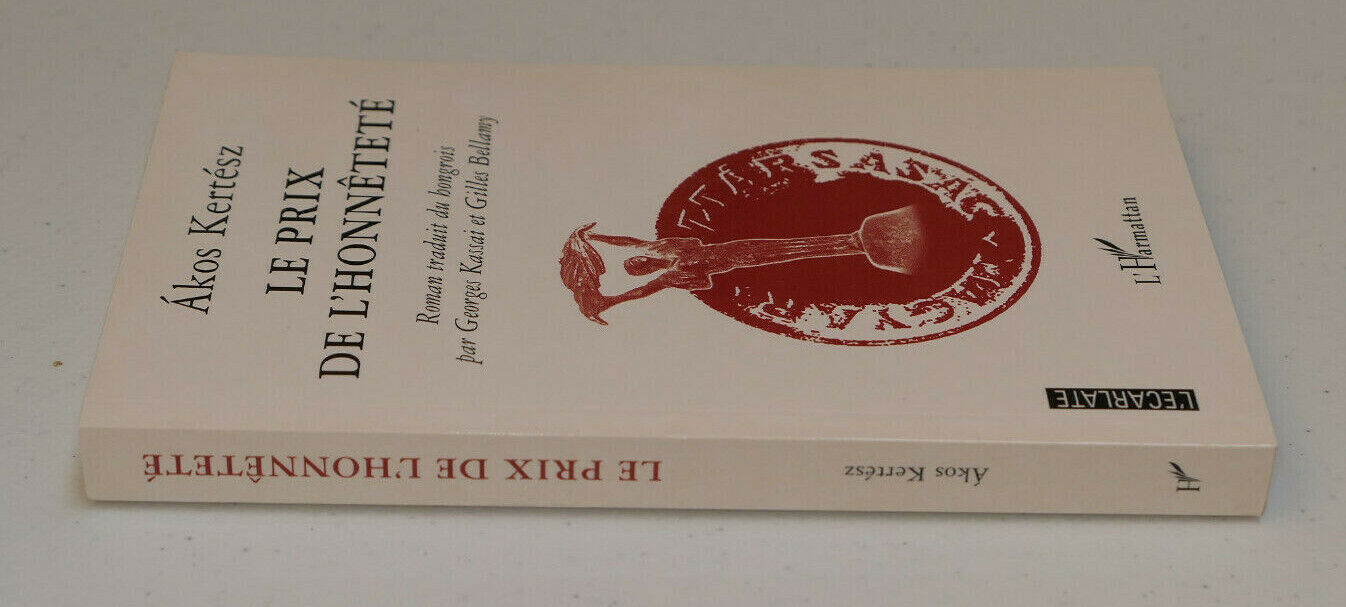 Ákos Kertész
LE PRIX
DE L'HONNÊTETÉ
Roman traduit du hongrois
par Georges Kassai et Gilles Bellamy
L'Harmattan
L'ÉCARLATE
LE PRIX DE L'HONNÊTETÉ
Ákos Kertész
H